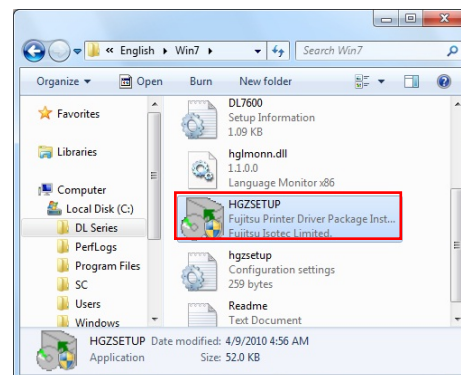 « English Win7
Search Win7
Organize Open Burn New folder
Favorites
Libraries
Computer
Local Disk (C:)
DL Series
PerfLogs
Program Files
SC
Users
Windows
DL7600
Setup Information
1.09 KB
hglmonn.dll
1.1.0.0
Language Monitor x86
HGZSETUP
Fujitsu Printer Driver Package Inst...
Fujitsu Isotec Limited.
hgzsetup
Configuration settings
259 bytes
Readme
Text Document
HGZSETUP Date modified: 4/9/2010 4:56 AM
Application Size: 52.0 KB